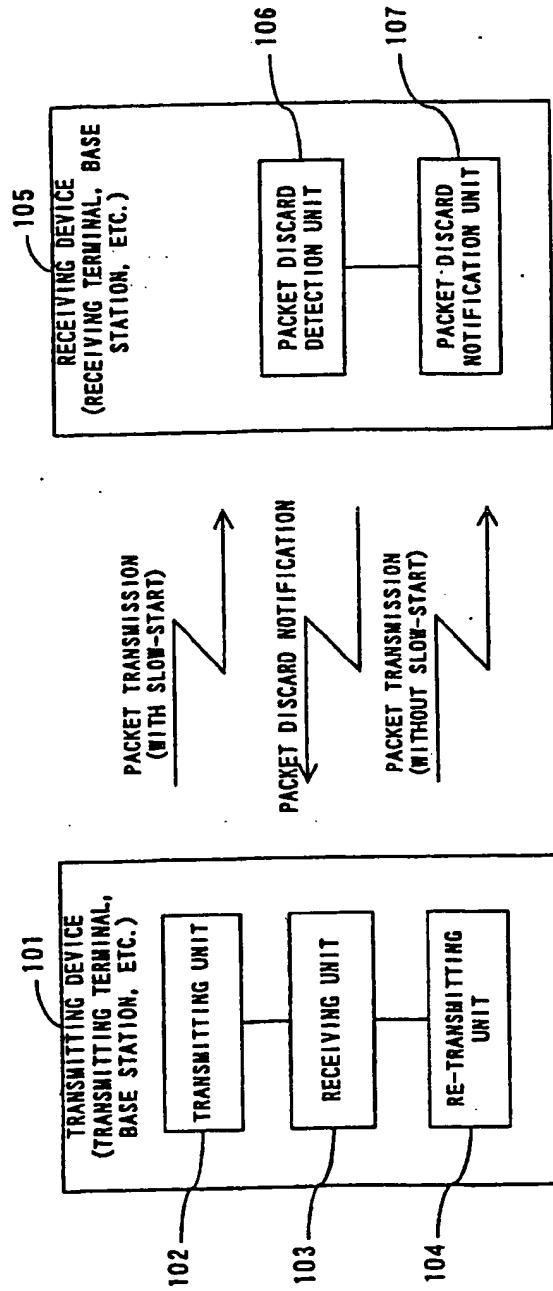 101
TRANSMITTING DEVICE
(TRANSMITTING TERMINAL,
BASE STATION, ETC.)
102
TRANSMITTING UNIT
103
RECEIVING UNIT
104
RE-TRANSMITTING
UNIT
PACKET TRANSMISSION
(WITH SLOW-START)
PACKET DISCARD NOTIFICATION
PACKET TRANSMISSION
(WITHOUT SLOW-START)
105
RECEIVING DEVICE
(RECEIVING TERMINAL, BASE
STATION, ETC.)
106
PACKET DISCARD
DETECTION UNIT
107
PACKET DISCARD
NOTIFICATION UNIT